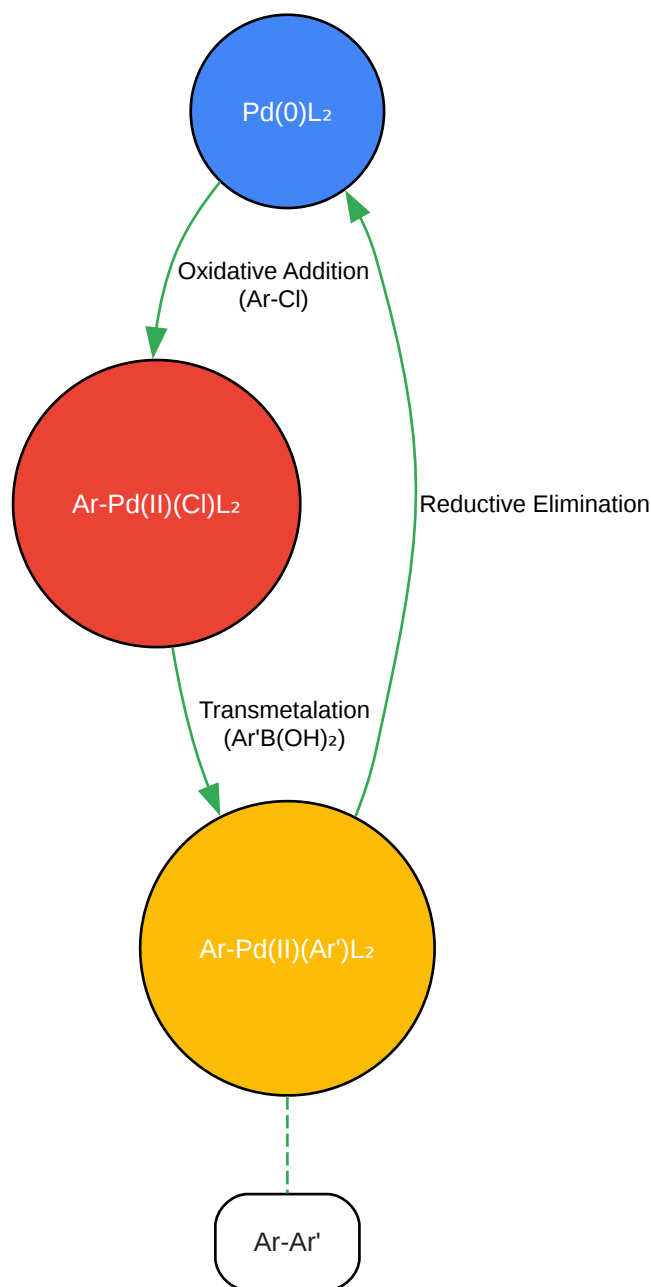 Pd(0)L₂
Oxidative Addition
(Ar-Cl)
Ar-Pd(II)(Cl)L₂
Reductive Elimination
Transmetalation
(Ar'B(OH)₂)
Ar-Pd(II)(Ar')L₂
Ar-Ar'